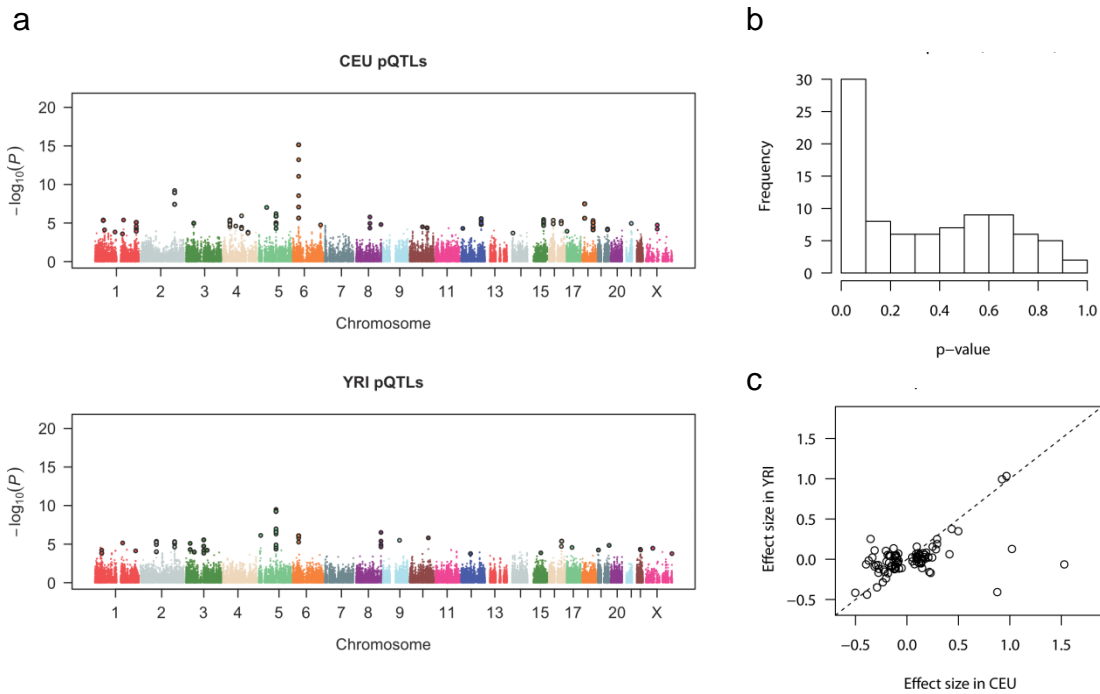 a
CEU pQTLs
−log10(P)
20
15
10
5
0
1 2 3 4 5 6 7 8 9 11 13 15 17 20 X
Chromosome
YRI pQTLs
−log10(P)
20
15
10
5
0
1 2 3 4 5 6 7 8 9 11 13 15 17 20 X
Chromosome
b
Frequency
30
25
20
15
10
5
0
0.0 0.2 0.4 0.6 0.8 1.0
p−value
c
Effect size in YRI
1.5
1.0
0.5
0.0
−0.5
−0.5 0.0 0.5 1.0 1.5
Effect size in CEU